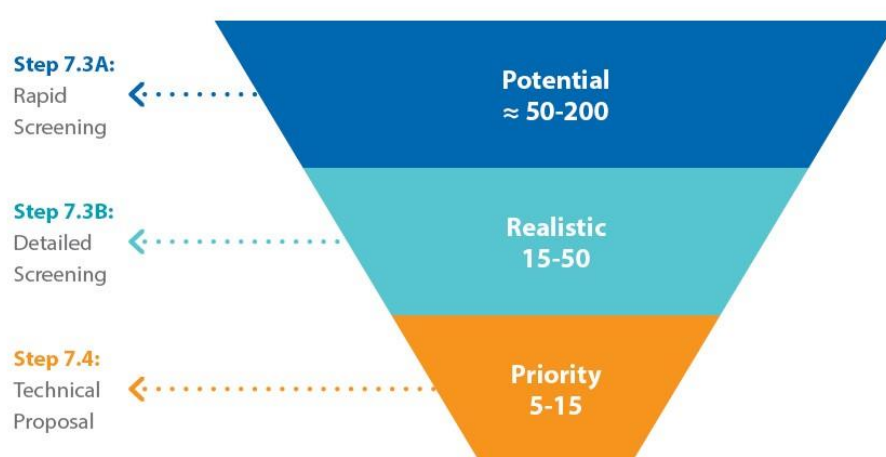 Step 7.3A:
Rapid
Screening
Potential
≈ 50-200
Step 7.3B:
Detailed
Screening
Realistic
15-50
Step 7.4:
Technical
Proposal
Priority
5-15